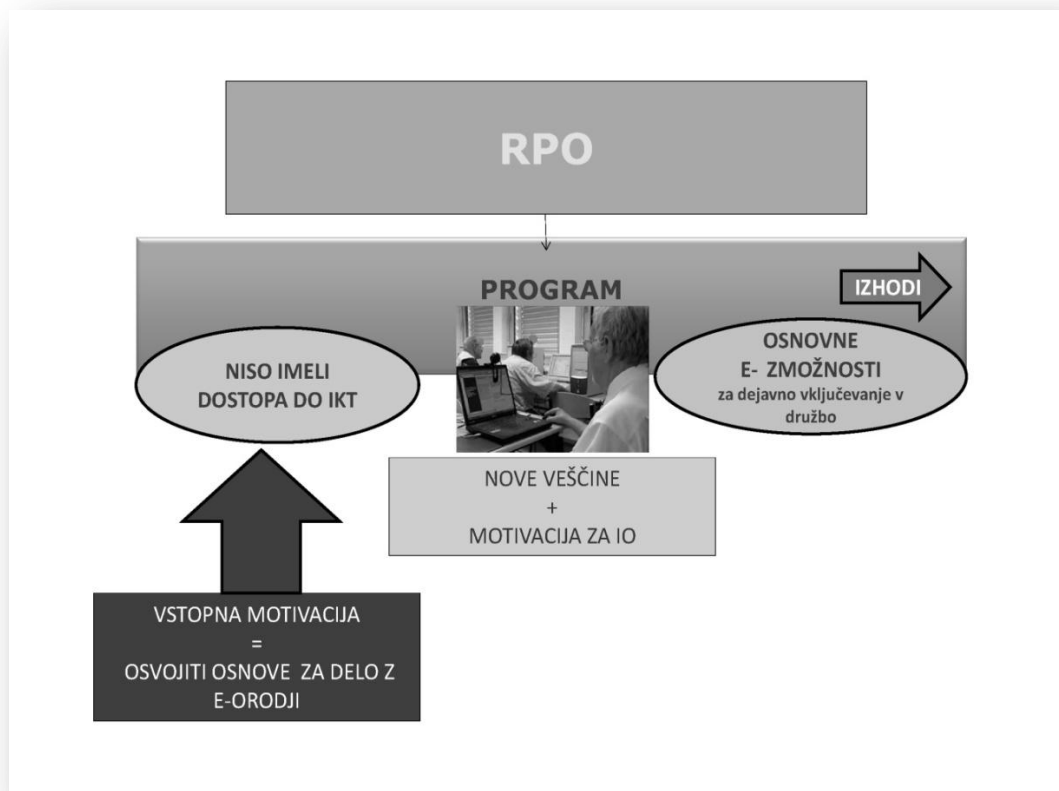 RPO
PROGRAM
IZHODI
NISO IMELI
DOSTOPA DO IKT
OSNOVNE
E- ZMOŽNOSTI
za dejavno vključevanje v
družbo
NOVE VEŠČINE
+
MOTIVACIJA ZA IO
VSTOPNA MOTIVACIJA
=
OSVOJITI OSNOVE ZA DELO Z
E-ORODJI